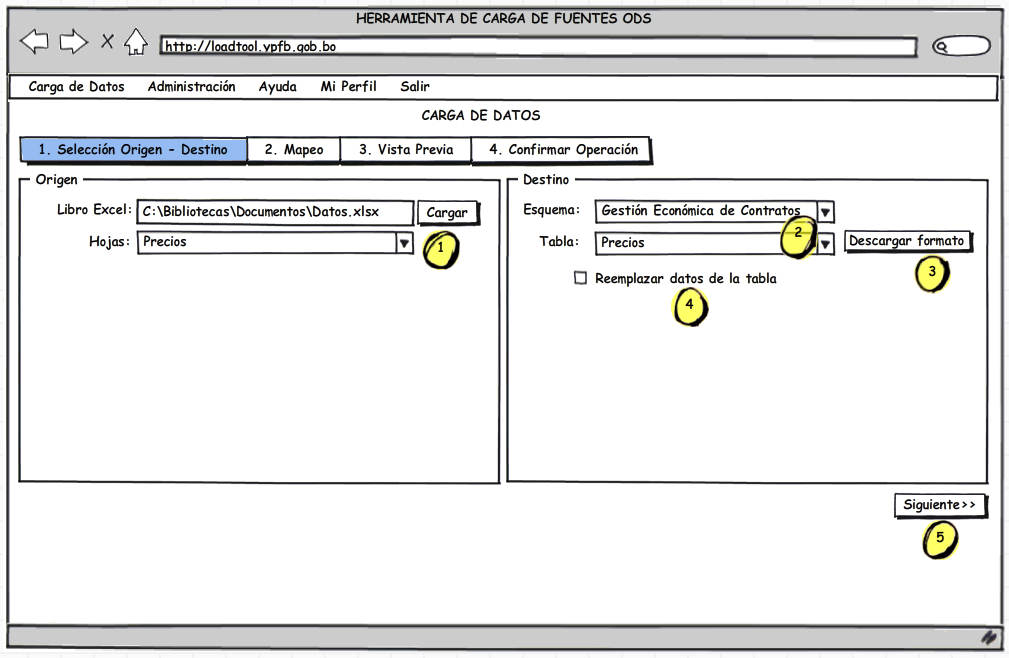 HERRAMIENTA DE CARGA DE FUENTES ODS
http://loadtool.ypfb.gob.bo
Carga de Datos Administración Ayuda Mi Perfil Salir
CARGA DE DATOS
1. Selección Origen - Destino 2. Mapeo 3. Vista Previa 4. Confirmar Operación
Origen
Libro Excel: C:\Bibliotecas\Documentos\Datos.xlsx Cargar
Hojas: Precios
1
Destino
Esquema: Gestión Económica de Contratos
2
Tabla: Precios Descargar formato
3
Reemplazar datos de la tabla
4
Siguiente>>
5